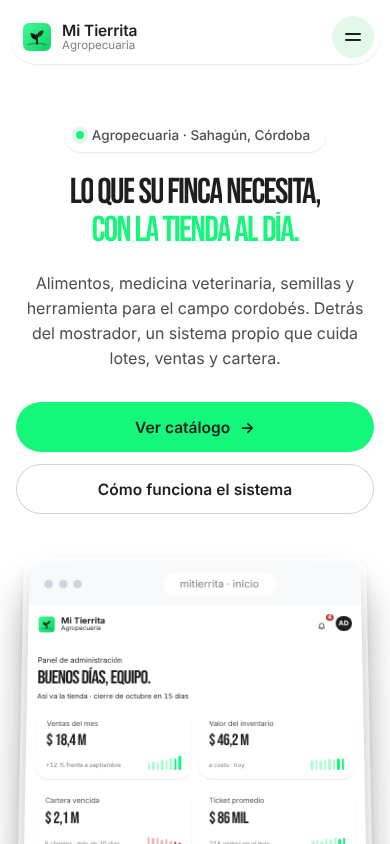 Mi Tierrita
Agropecuaria
Agropecuaria · Sahagún, Córdoba
LO QUE SU FINCA NECESITA,
CON LA TIENDA AL DÍA.
Alimentos, medicina veterinaria, semillas y
herramienta para el campo cordobés. Detrás
del mostrador, un sistema propio que cuida
lotes, ventas y cartera.
Ver catálogo →
Cómo funciona el sistema
mitierrita · inicio
Mi Tierrita
Agropecuaria
AD
Panel de administración
BUENOS DÍAS, EQUIPO.
Así va la tienda · cierre de octubre en 15 días
Ventas del mes
$ 18,4 M
+12 % frente a septiembre
Valor del inventario
$ 46,2 M
a costo · hoy
Cartera vencida
$ 2,1 M
Ticket promedio
$ 86 MIL